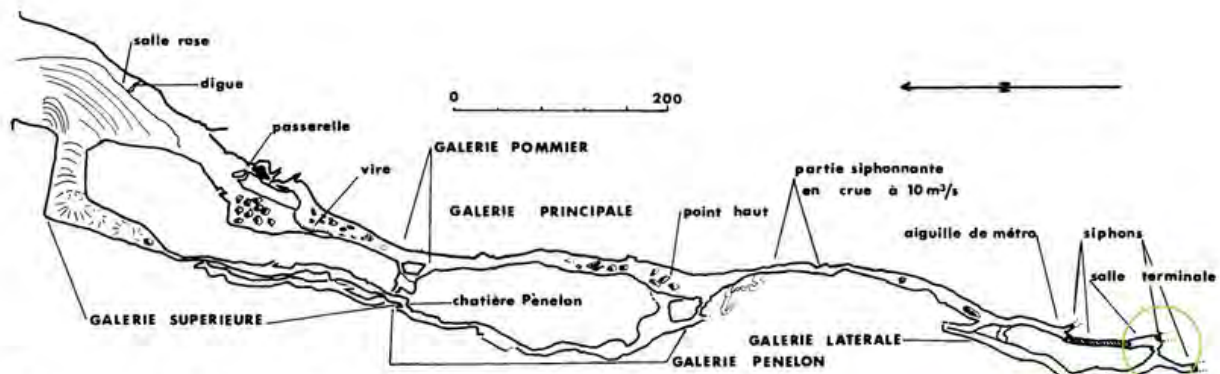 salle rose
digue
passerelle
vire
0 200
N
GALERIE POMMIER
GALERIE PRINCIPALE
point haut
partie siphonnante
en crue à 10 m³/s
aiguille de métro
siphons
salle terminale
chatière Pènelon
GALERIE SUPERIEURE
GALERIE LATERALE
GALERIE PENELON